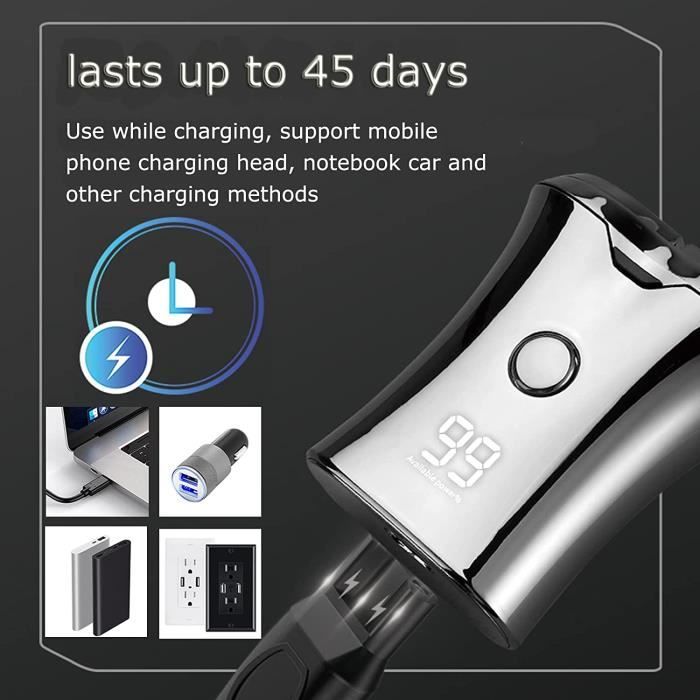 lasts up to 45 days
Use while charging, support mobile
phone charging head, notebook car and
other charging methods
99
Available power%